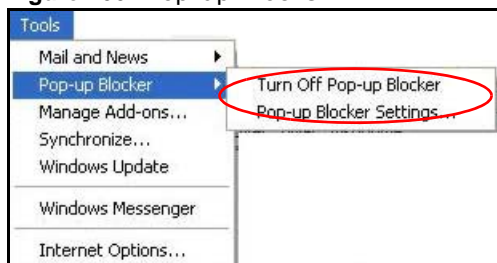 Tools
Mail and News
Pop-up Blocker
Turn Off Pop-up Blocker
Manage Add-ons...
Pop-up Blocker Settings...
Synchronize...
Windows Update
Windows Messenger
Internet Options...